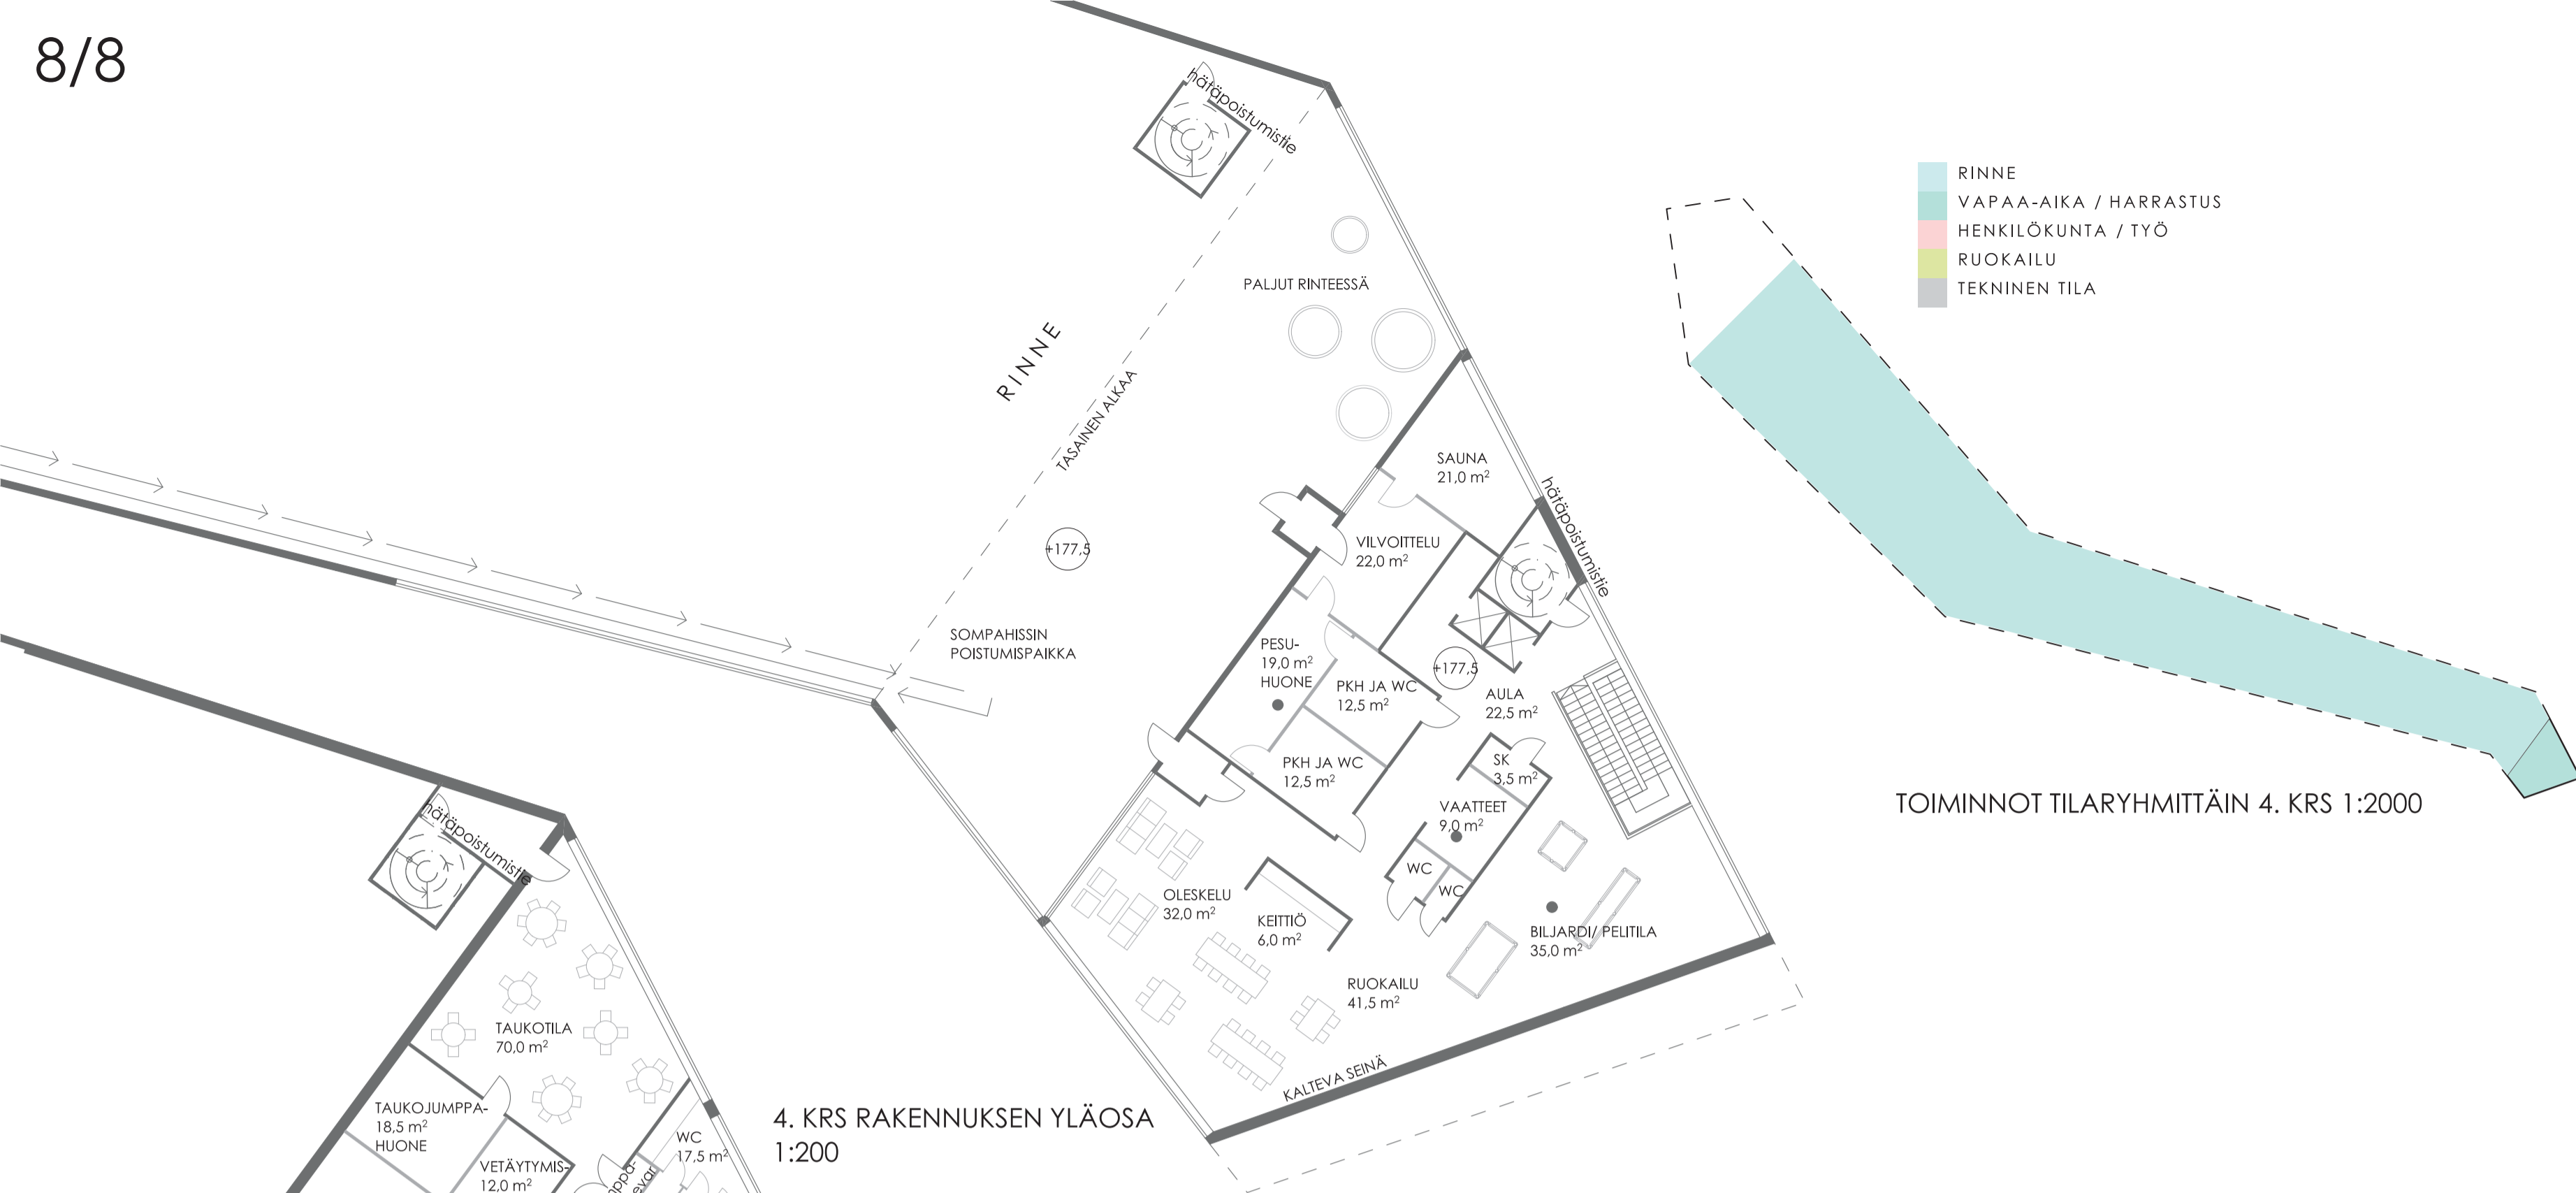 8/8
hätäpoistumistie
RINNE
VAPAA-AIKA / HARRASTUS
HENKILÖKUNTA / TYÖ
RUOKAILU
TEKNINEN TILA
PALJUT RINTEESSÄ
RINNE
TASAINEN ALKAA
SAUNA
21,0 m²
hätäpoistumistie
+177,5
VILVOITTELU
22,0 m²
SOMPAHISSIN
POISTUMISPAIKKA
PESU-
19,0 m²
HUONE
+177,5
PKH JA WC
12,5 m²
AULA
22,5 m²
PKH JA WC
12,5 m²
SK
3,5 m²
VAATTEET
9,0 m²
WC
WC
TOIMINNOT TILARYHMITTÄIN 4. KRS 1:2000
hätäpoistumistie
OLESKELU
32,0 m²
KEITTIÖ
6,0 m²
BILJARDI/ PELITILA
35,0 m²
RUOKAILU
41,5 m²
TAUKOTILA
70,0 m²
KALTEVA SEINÄ
TAUKOJUMPPA-
18,5 m²
HUONE
4. KRS RAKENNUKSEN YLÄOSA
1:200
WC
17,5 m²
VETÄYTYMIS-
12,0 m²